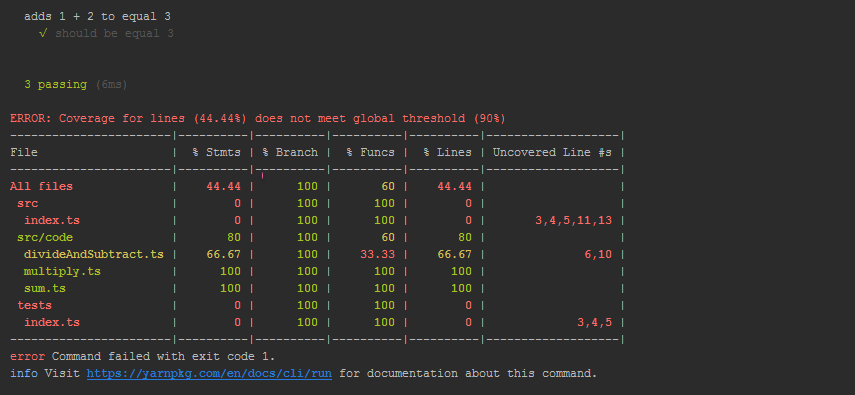 adds 1 + 2 to equal 3
√ should be equal 3
3 passing (6ms)
ERROR: Coverage for lines (44.44%) does not meet global threshold (90%)
-----------------------|----------|----------|----------|----------|-------------------|
File                   |  % Stmts | % Branch |  % Funcs |  % Lines | Uncovered Line #s |
-----------------------|----------|----------|----------|----------|-------------------|
All files              |    44.44 |      100 |       60 |    44.44 |                   |
 src                   |        0 |      100 |      100 |        0 |                   |
  index.ts             |        0 |      100 |      100 |        0 |       3,4,5,11,13 |
 src/code              |       80 |      100 |       60 |       80 |                   |
  divideAndSubtract.ts |    66.67 |      100 |    33.33 |    66.67 |              6,10 |
  multiply.ts          |      100 |      100 |      100 |      100 |                   |
  sum.ts               |      100 |      100 |      100 |      100 |                   |
 tests                 |        0 |      100 |      100 |        0 |                   |
  index.ts             |        0 |      100 |      100 |        0 |             3,4,5 |
-----------------------|----------|----------|----------|----------|-------------------|
error Command failed with exit code 1.
info Visit https://yarnpkg.com/en/docs/cli/run for documentation about this command.